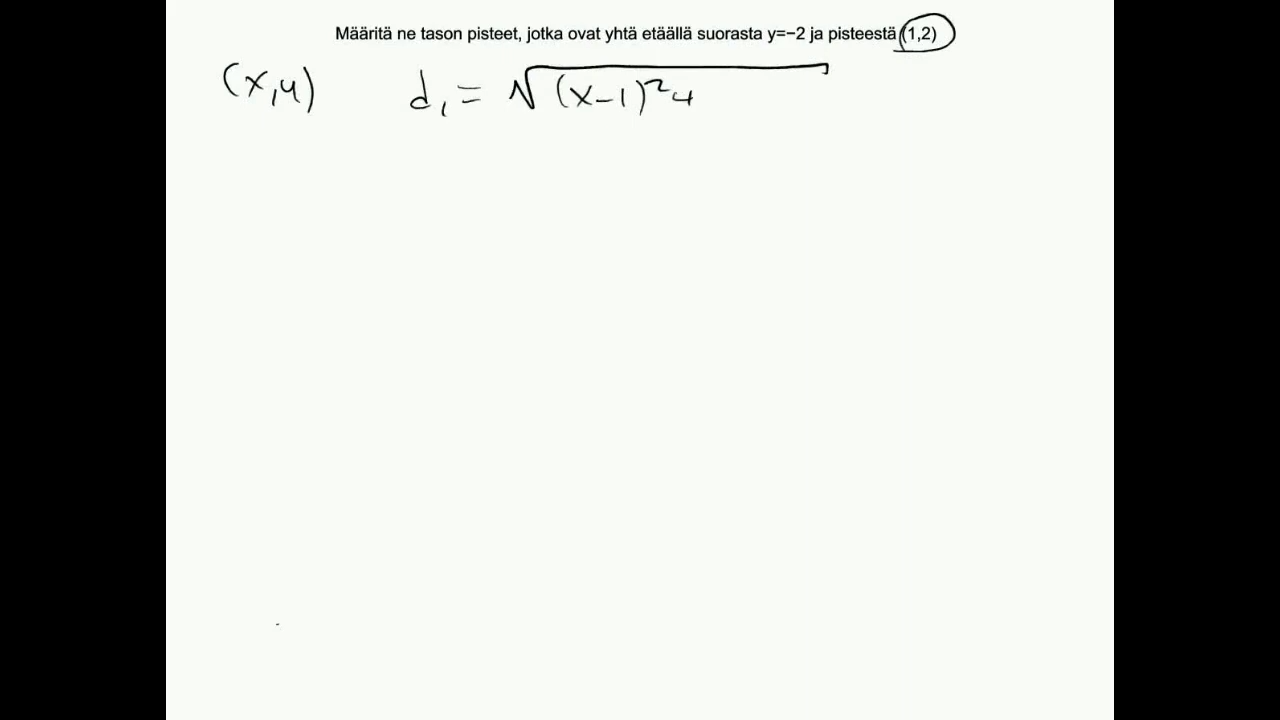 Määritä ne tason pisteet, jotka ovat yhtä etäällä suorasta y=−2 ja pisteestä (1,2)
(x,y) d₁ = √(x−1)²+